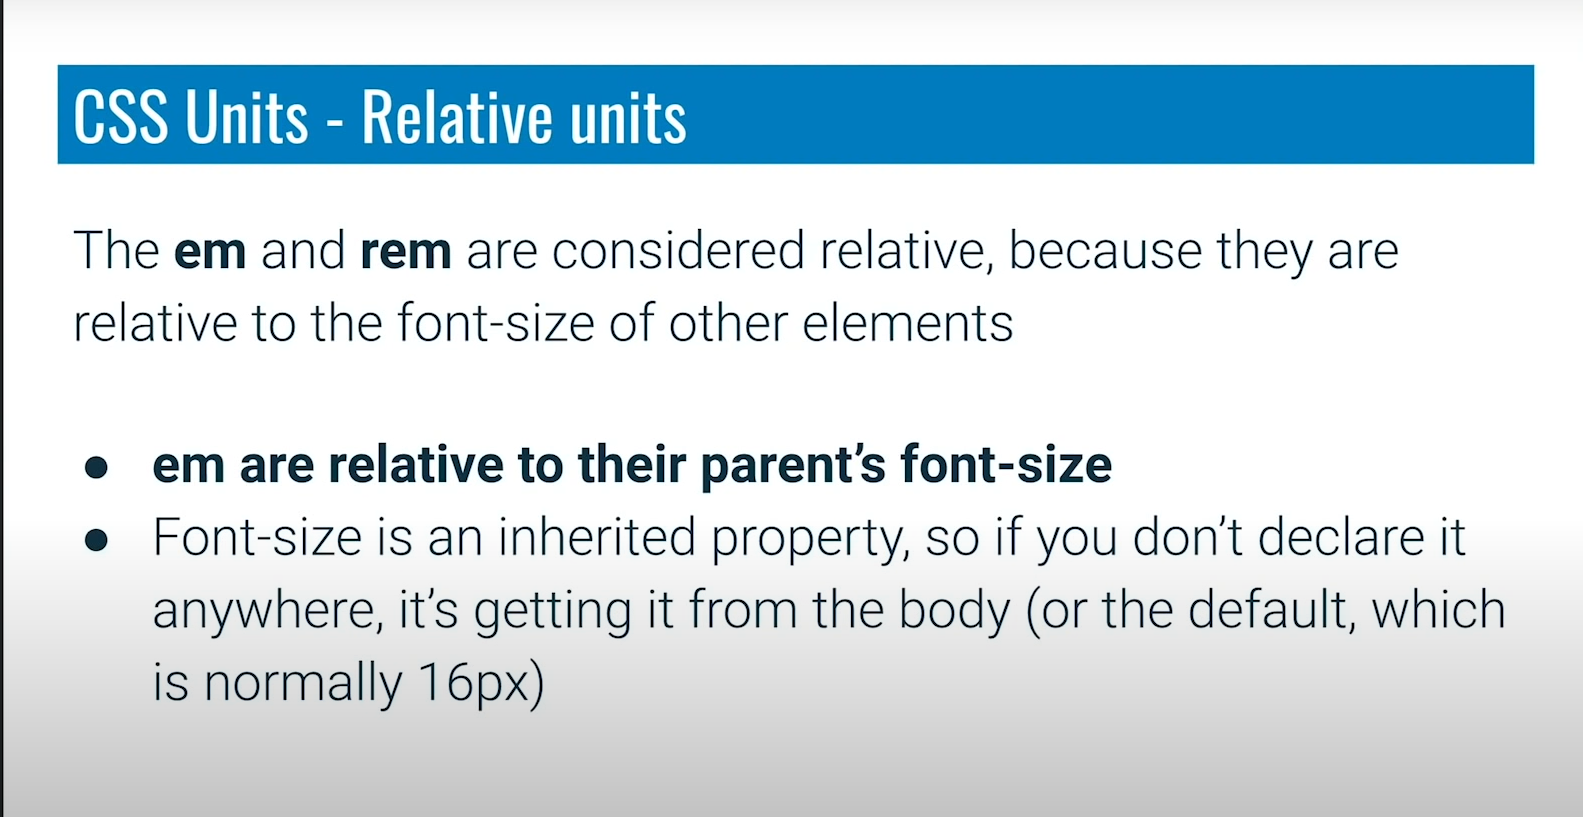 CSS Units - Relative units
The em and rem are considered relative, because they are
relative to the font-size of other elements
● em are relative to their parent’s font-size
● Font-size is an inherited property, so if you don’t declare it
anywhere, it’s getting it from the body (or the default, which
is normally 16px)